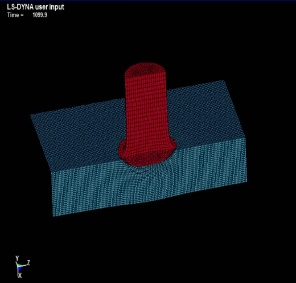 LS-DYNA user input
Time = 1099.9
Y
Z
X